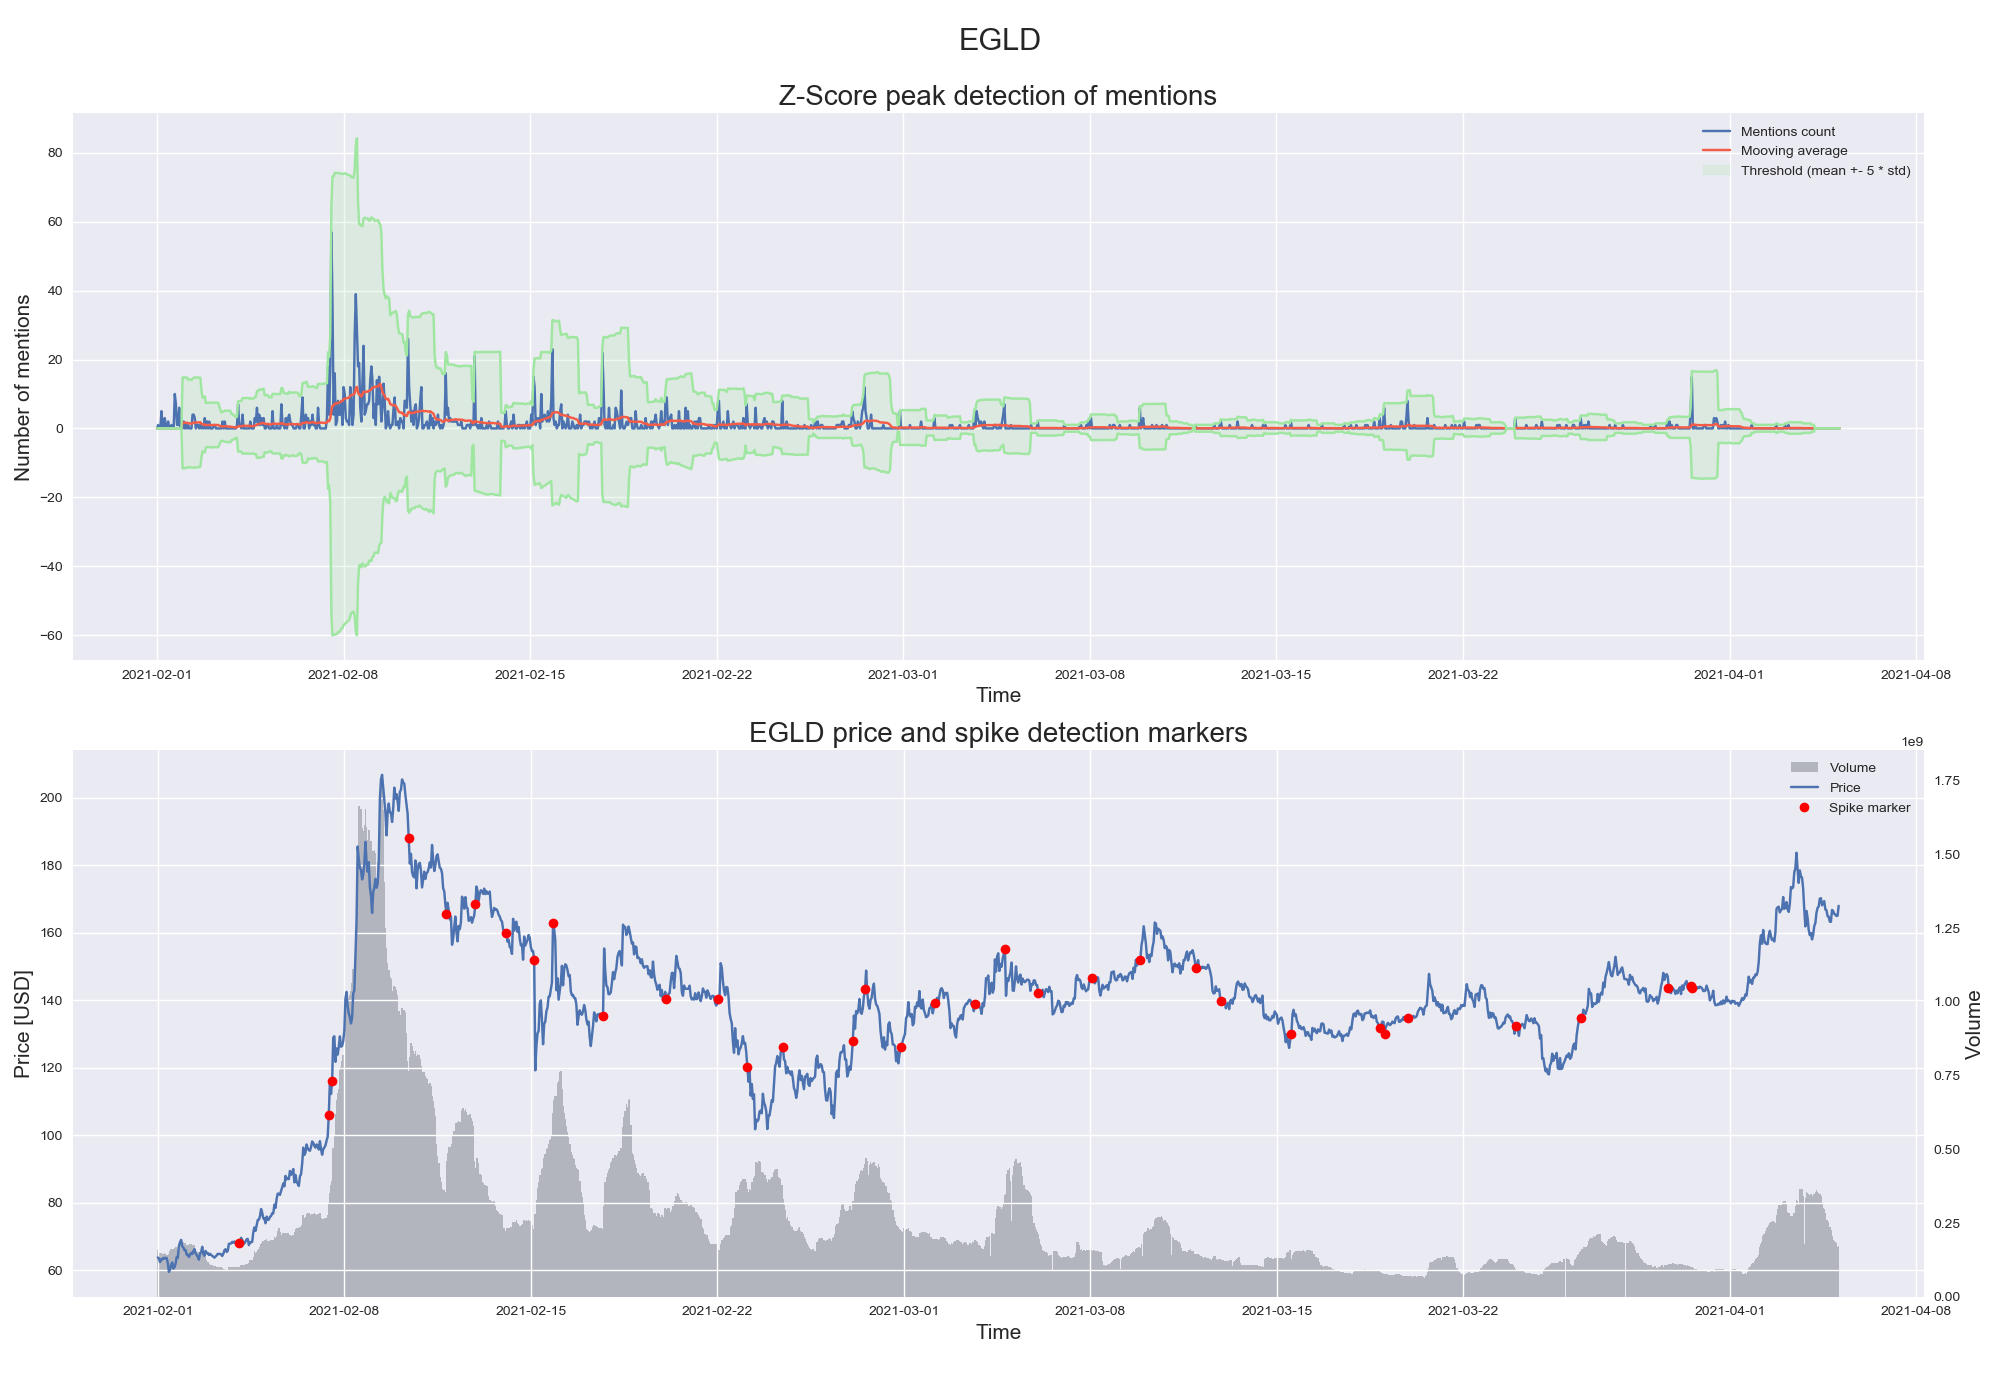 EGLD
Z-Score peak detection of mentions
Mentions count
Mooving average
Threshold (mean +- 5 * std)
Number of mentions
80
60
40
20
0
−20
−40
−60
2021-02-01
2021-02-08
2021-02-15
2021-02-22
2021-03-01
2021-03-08
2021-03-15
2021-03-22
2021-04-01
2021-04-08
Time
EGLD price and spike detection markers
1e9
Volume
Price
Spike marker
Price [USD]
200
180
160
140
120
100
80
60
1.75
1.50
1.25
1.00
0.75
0.50
0.25
0.00
Volume
2021-02-01
2021-02-08
2021-02-15
2021-02-22
2021-03-01
2021-03-08
2021-03-15
2021-03-22
2021-04-01
2021-04-08
Time